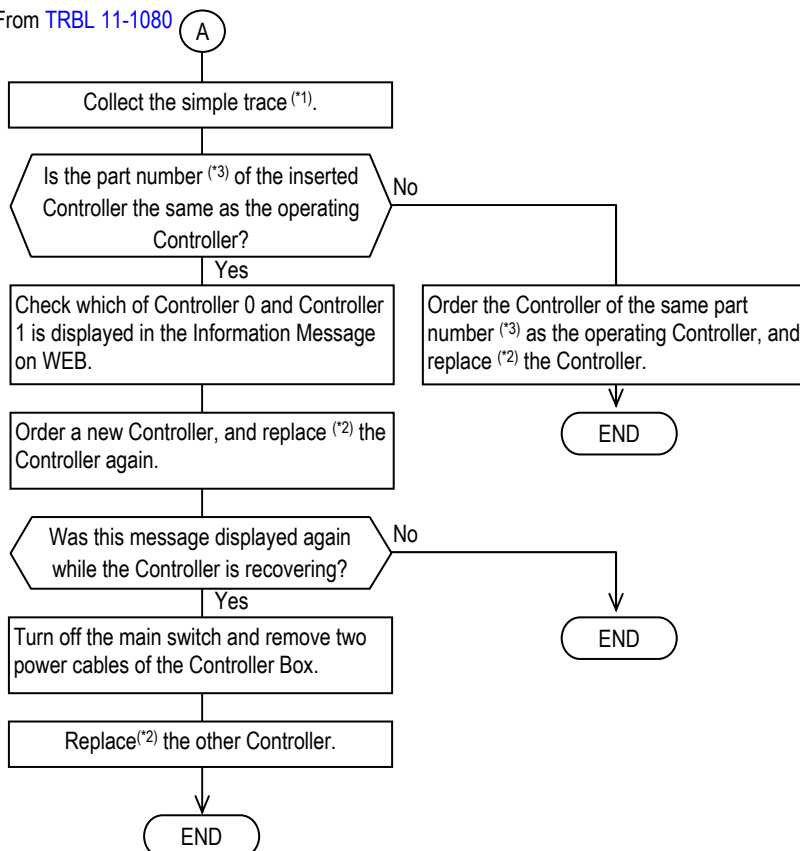 From TRBL 11-1080
A
Collect the simple trace (*1).
Is the part number (*3) of the inserted
Controller the same as the operating
Controller?
No
Yes
Check which of Controller 0 and Controller
1 is displayed in the Information Message
on WEB.
Order the Controller of the same part
number (*3) as the operating Controller, and
replace (*2) the Controller.
END
Order a new Controller, and replace (*2) the
Controller again.
Was this message displayed again
while the Controller is recovering?
No
Yes
END
Turn off the main switch and remove two
power cables of the Controller Box.
Replace(*2) the other Controller.
END